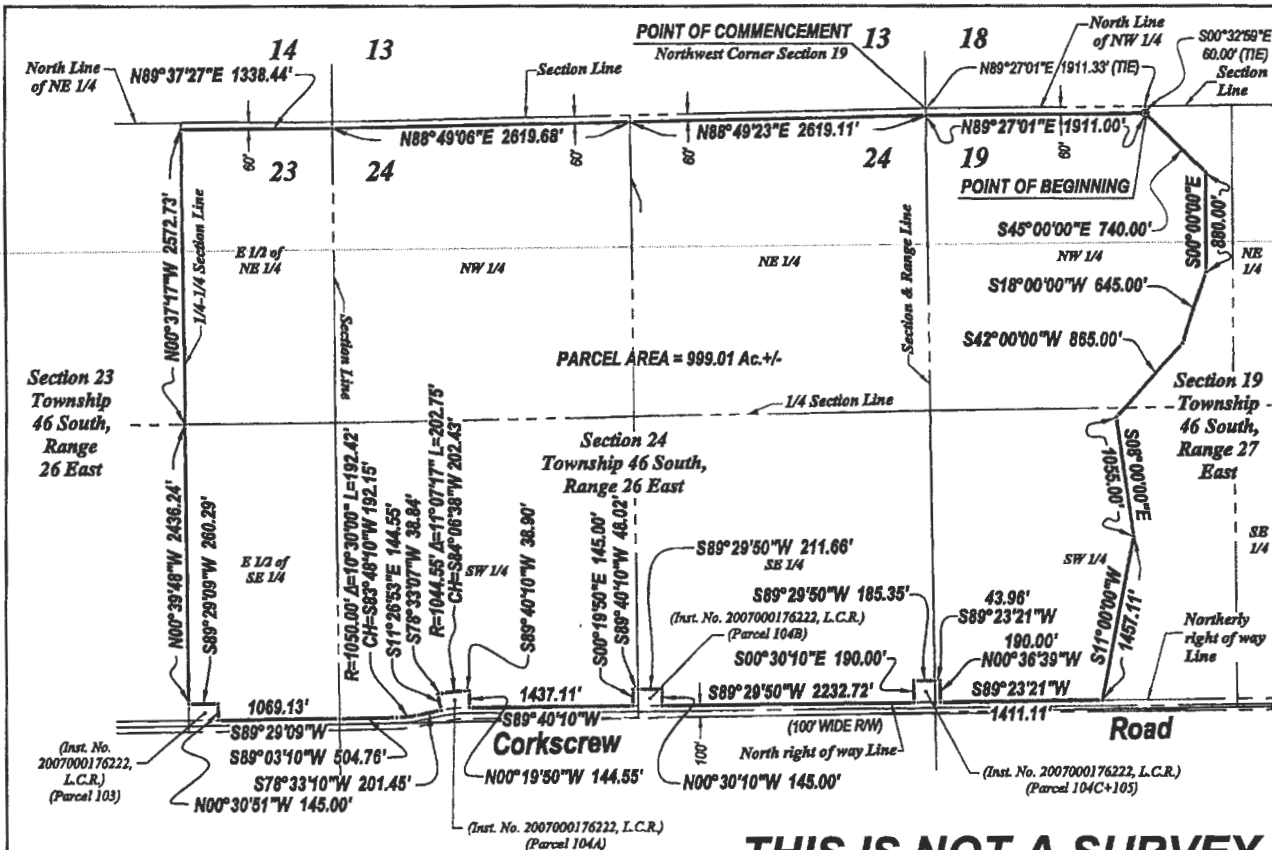 14
13
POINT OF COMMENCEMENT
Northwest Corner Section 19
13
18
North Line
of NW 1/4
S00°32'59"E
60.00' (TIE)
Section
Line
North Line
of NE 1/4
N89°37'27"E 1338.44'
Section Line
N89°27'01"E 1911.33' (TIE)
N88°49'06"E 2619.68'
N88°49'23"E 2619.11'
N89°27'01"E 1911.00'
60'
60'
60'
60'
23
24
24
19
POINT OF BEGINNING
S45°00'00"E 740.00'
S00°00'00"E
880.00'
N00°37'17"W 2572.73'
1/4-1/4 Section Line
E 1/2 of
NE 1/4
NW 1/4
NE 1/4
NW 1/4
NE
1/4
S18°00'00"W 645.00'
S42°00'00"W 865.00'
Section Line
Section & Range Line
PARCEL AREA = 999.01 Ac.+/-
1/4 Section Line
Section 23
Township
46 South,
Range
26 East
Section 24
Township 46 South,
Range 26 East
Section 19
Township
46 South,
Range 27
East
S08°00'00"E
1055.00'
N00°39'48"W 2436.24'
S89°29'09"W 260.29'
E 1/2 of
SE 1/4
R=1050.00' Δ=10°30'00" L=192.42'
CH=S83°48'10"W 192.15'
S11°26'53"E 144.55'
S78°33'07"W 38.84'
R=1044.55' Δ=11°07'17" L=202.75'
CH=S84°06'38"W 202.43'
SW 1/4
S89°40'10"W 38.90'
S00°19'50"E 145.00'
S89°40'10"W 48.02'
S89°29'50"W 211.66'
SE 1/4
S89°29'50"W 185.35'
(Inst. No. 2007000176222, L.C.R.)
(Parcel 104B)
S00°30'10"E 190.00'
43.96'
S89°23'21"W
190.00'
N00°36'39"W
SW 1/4
SE
1/4
S11°00'00"W
1457.11'
Northerly
right of way
Line
1069.13'
S89°29'09"W
S89°03'10"W 504.76'
S78°33'10"W 201.45'
N00°30'51"W 145.00'
1437.11'
S89°40'10"W
Corkscrew
N00°19'50"W 144.55'
S89°29'50"W 2232.72'
(100' WIDE R/W)
100'
North right of way Line
N00°30'10"W 145.00'
S89°23'21"W
1411.11'
Road
(Inst. No.
2007000176222,
L.C.R.)
(Parcel 103)
(Inst. No. 2007000176222, L.C.R.)
(Parcel 104A)
(Inst. No. 2007000176222, L.C.R.)
(Parcel 104C+105)
THIS IS NOT A SURVEY